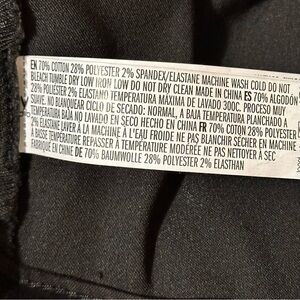 EN 70% COTTON 28% POLYESTER 2% SPANDEX/ELASTANE MACHINE WASH COLD DO NOT
BLEACH TUMBLE DRY LOW IRON LOW DO NOT DRY CLEAN MADE IN CHINA ES 70% ALGODÓN
28% POLYESTER 2% ELASTANO TEMPERATURA MÁXIMA DE LAVADO 30OC. PROGRAMA MUY
SUAVE. NO BLANQUEAR CICLO DE SECADO: NORMAL, A BAJA TEMPERATURA PLANCHADO A
TEMPERATURA BAJA NO LAVADO EN SECO HECHO EN CHINA FR 70% COTON 28% POLYESTER
2% ELASTANE LAVER À LA MACHINE À L'EAU FROIDE NE PAS BLANCHIR SÉCHER EN MACHINE
À BASSE TEMPÉRATURE REPASSER À TEMPÉRATURE MODÉRÉE NE PAS NETTOYER À SEC
FABRIQUÉ EN CHINE DE 70% BAUMWOLLE 28% POLYESTER 2% ELASTHAN